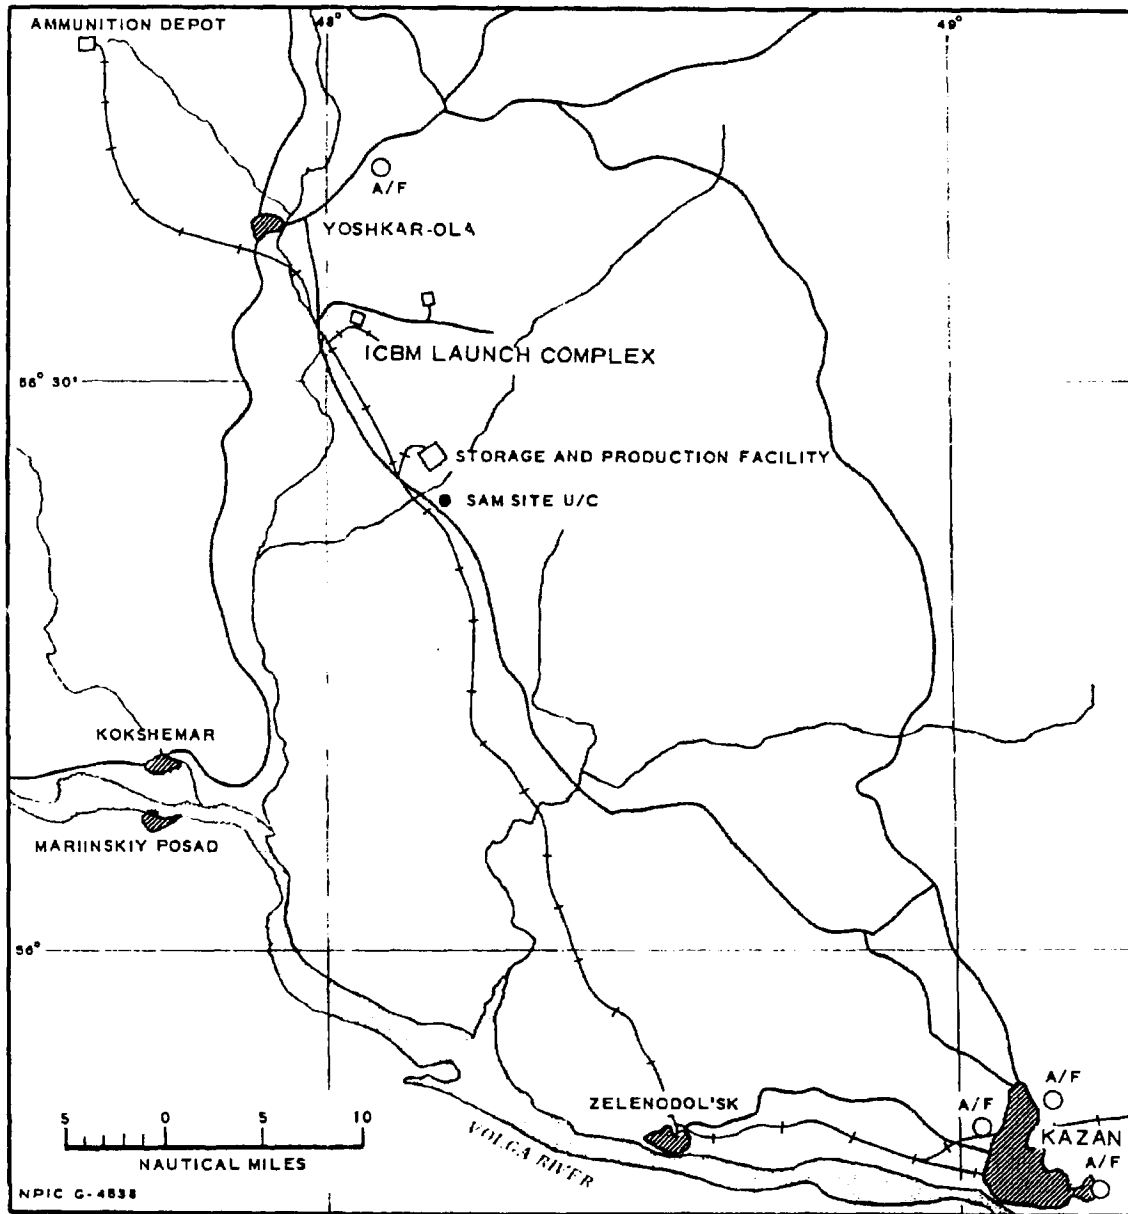 AMMUNITION DEPOT
48°
49°
A/F
YOSHKAR-OLA
ICBM LAUNCH COMPLEX
56° 30'
STORAGE AND PRODUCTION FACILITY
SAM SITE U/C
KOKSHEMAR
MARIINSKIY POSAD
56°
A/F
ZELENODOL'SK
A/F
KAZAN
A/F
5 0 5 10
NAUTICAL MILES
VOLGA RIVER
NPIC G-4838